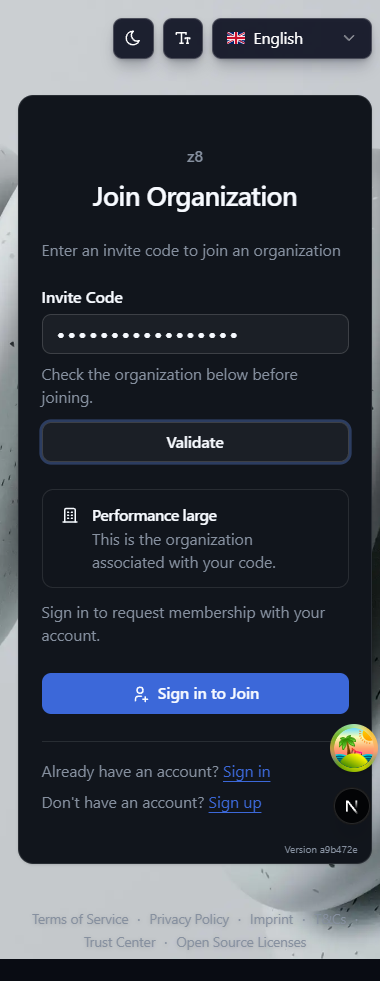 English
z8
Join Organization
Enter an invite code to join an organization
Invite Code
•••••••••••••••••
Check the organization below before
joining.
Validate
Performance large
This is the organization
associated with your code.
Sign in to request membership with your
account.
Sign in to Join
Already have an account? Sign in
Don't have an account? Sign up
N
Version a9b472e
Terms of Service · Privacy Policy · Imprint ·
Trust Center · Open Source Licenses